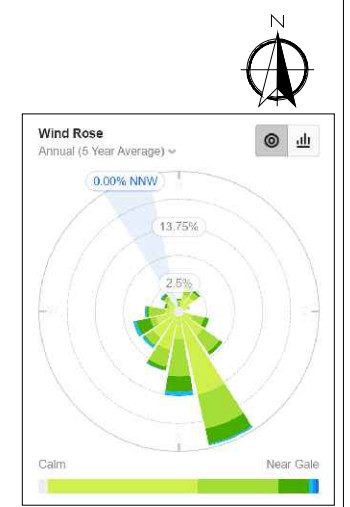 N
Wind Rose
Annual (5 Year Average)
0.00% NNW
13.75%
2.5%
Calm Near Gale